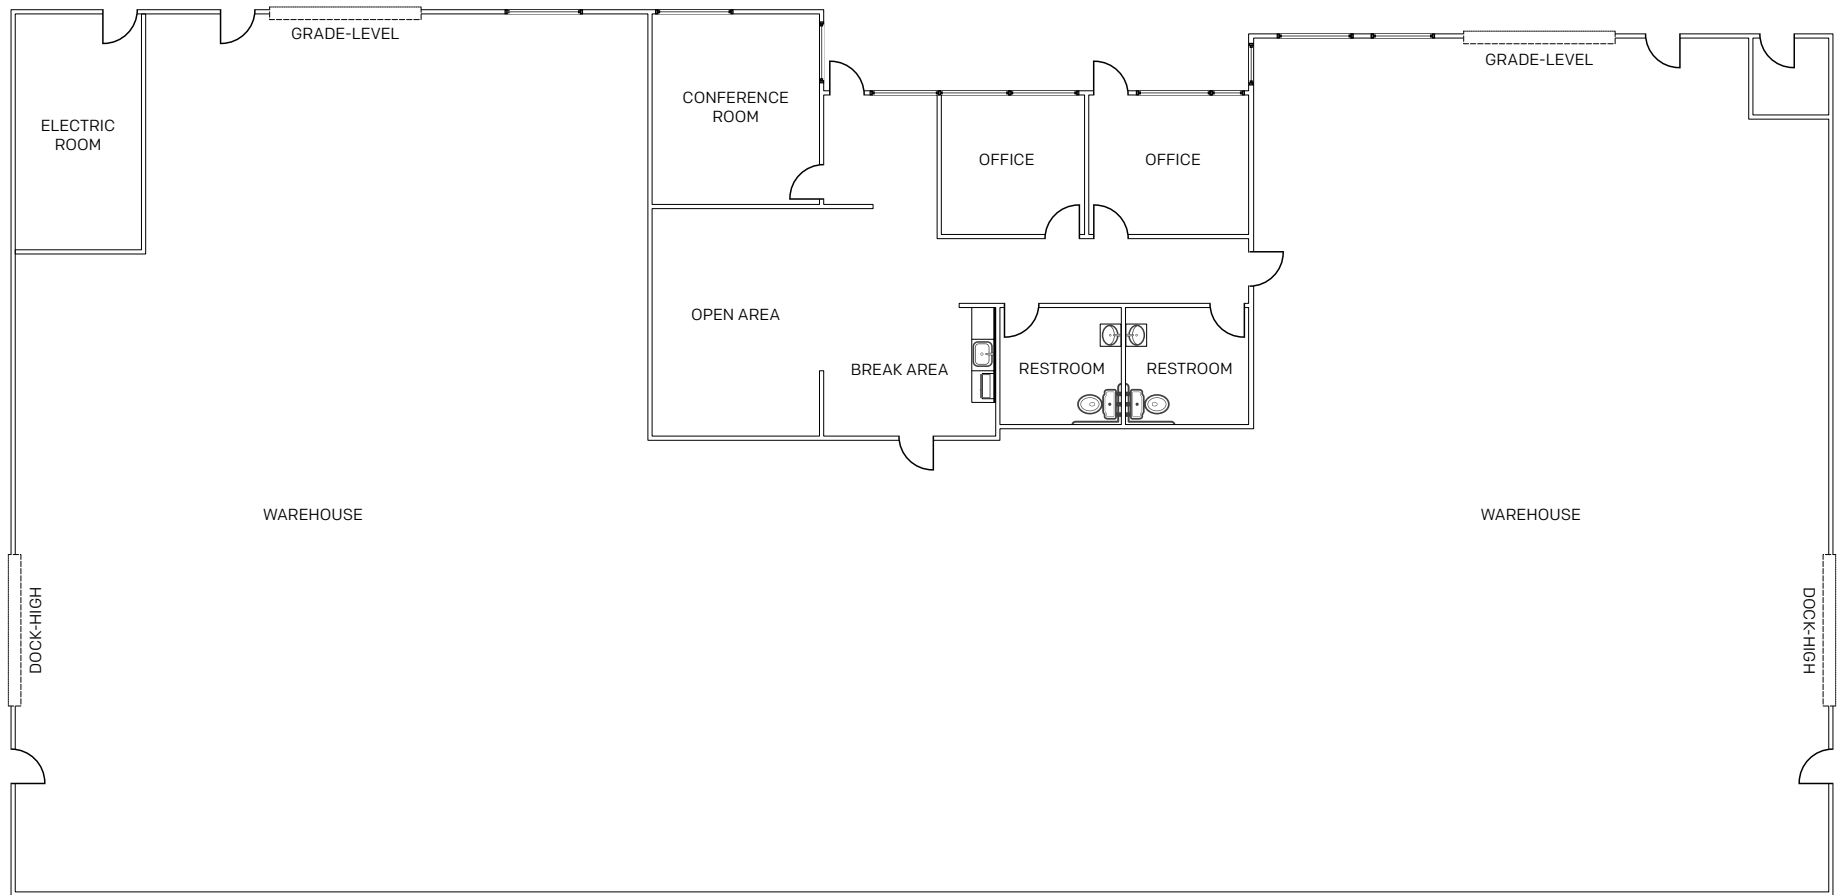 GRADE-LEVEL
GRADE-LEVEL
CONFERENCE
ROOM
ELECTRIC
ROOM
OFFICE
OFFICE
OPEN AREA
BREAK AREA
RESTROOM
RESTROOM
WAREHOUSE
WAREHOUSE
DOCK-HIGH
DOCK-HIGH